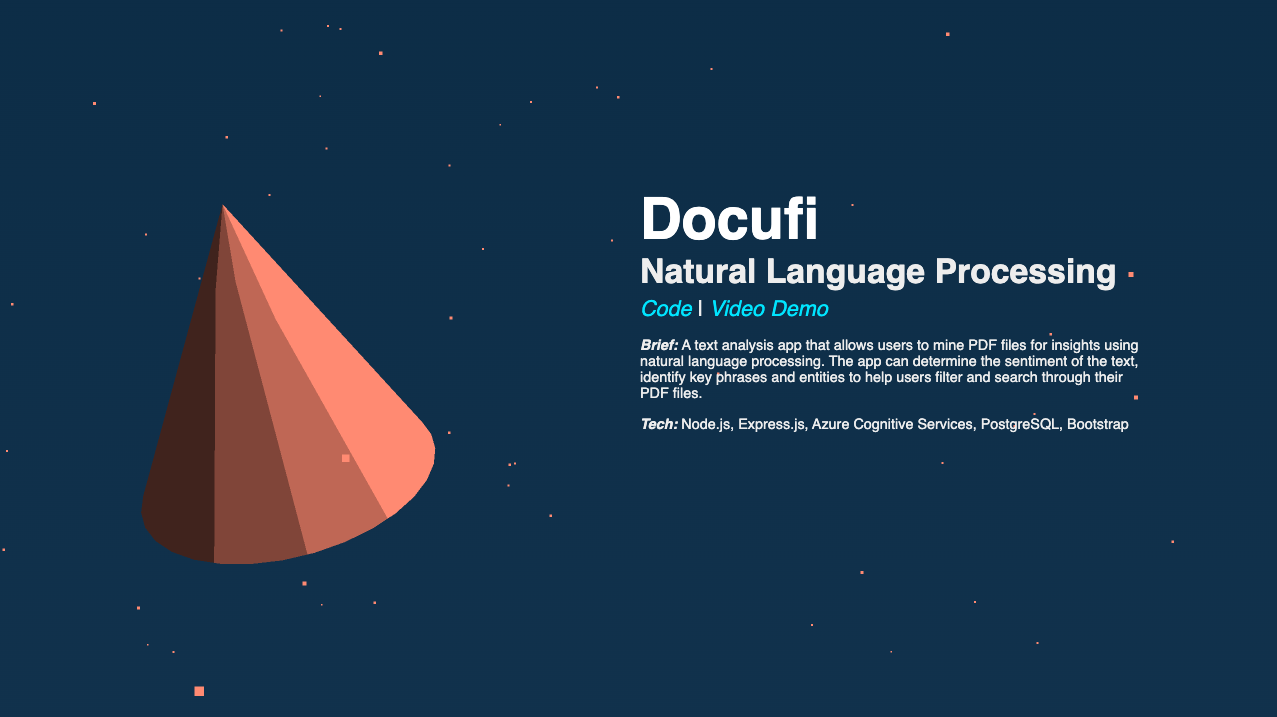 Docufi
Natural Language Processing
Code | Video Demo
Brief: A text analysis app that allows users to mine PDF files for insights using
natural language processing. The app can determine the sentiment of the text,
identify key phrases and entities to help users filter and search through their
PDF files.
Tech: Node.js, Express.js, Azure Cognitive Services, PostgreSQL, Bootstrap